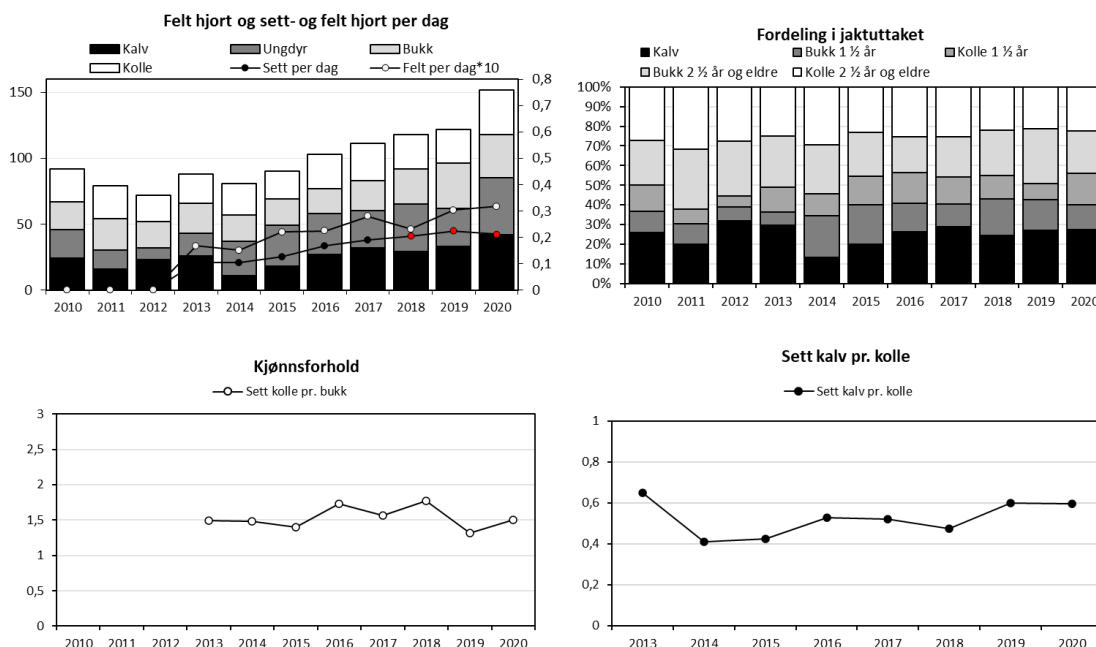 Felt hjort og sett- og felt hjort per dag
Kalv Ungdyr Bukk
Kolle Sett per dag Felt per dag*10
150
100
50
0
0,8
0,7
0,6
0,5
0,4
0,3
0,2
0,1
0
2010 2011 2012 2013 2014 2015 2016 2017 2018 2019 2020
Fordeling i jaktuttaket
Kalv Bukk 1 ½ år Kolle 1 ½ år
Bukk 2 ½ år og eldre Kolle 2 ½ år og eldre
100%
90%
80%
70%
60%
50%
40%
30%
20%
10%
0%
2010 2011 2012 2013 2014 2015 2016 2017 2018 2019 2020
Kjønnsforhold
Sett kolle pr. bukk
3
2,5
2
1,5
1
0,5
0
2010 2011 2012 2013 2014 2015 2016 2017 2018 2019 2020
Sett kalv pr. kolle
Sett kalv pr. kolle
1
0,8
0,6
0,4
0,2
0
2013 2014 2015 2016 2017 2018 2019 2020